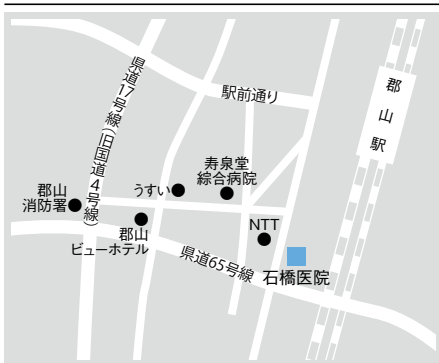 県道17号線(旧国道4号線)
駅前通り
郡山駅
寿泉堂
綜合病院
うすい
郡山
消防署
郡山
ビューホテル
NTT
県道65号線
石橋医院